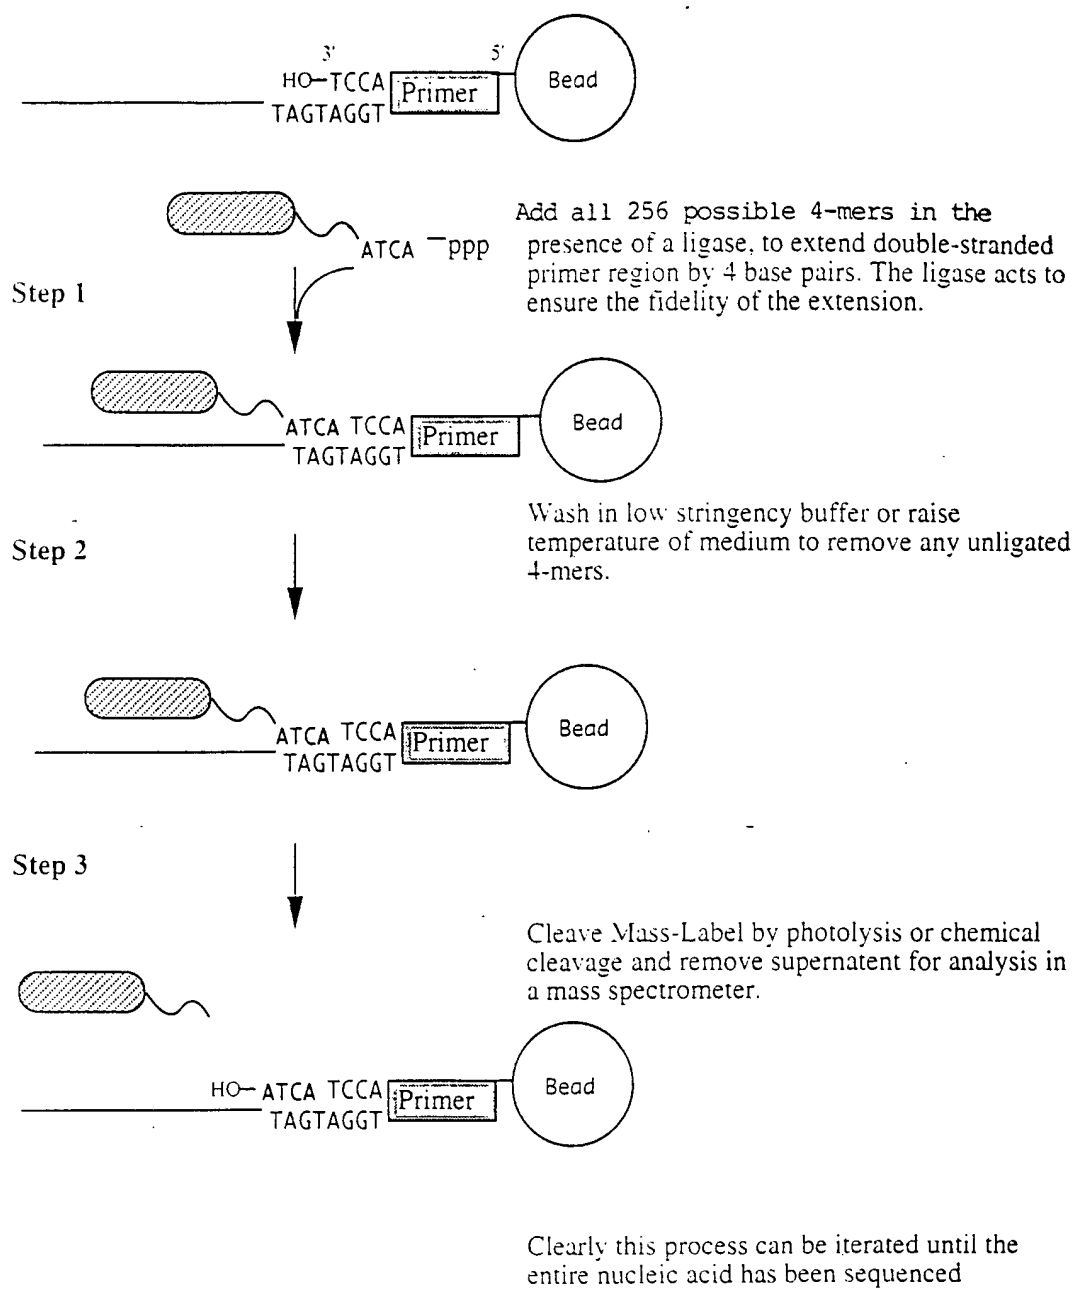 3' 5'
HO–TCCA Primer Bead
TAGTAGGT
Add all 256 possible 4-mers in the
ATCA –ppp presence of a ligase, to extend double-stranded
primer region by 4 base pairs. The ligase acts to
Step 1
ensure the fidelity of the extension.
ATCA TCCA Primer Bead
TAGTAGGT
Wash in low stringency buffer or raise
Step 2 temperature of medium to remove any unligated
4-mers.
ATCA TCCA Primer Bead
TAGTAGGT
Step 3
Cleave Mass-Label by photolysis or chemical
cleavage and remove supernatent for analysis in
a mass spectrometer.
HO–ATCA TCCA Primer Bead
TAGTAGGT
Clearly this process can be iterated until the
entire nucleic acid has been sequenced